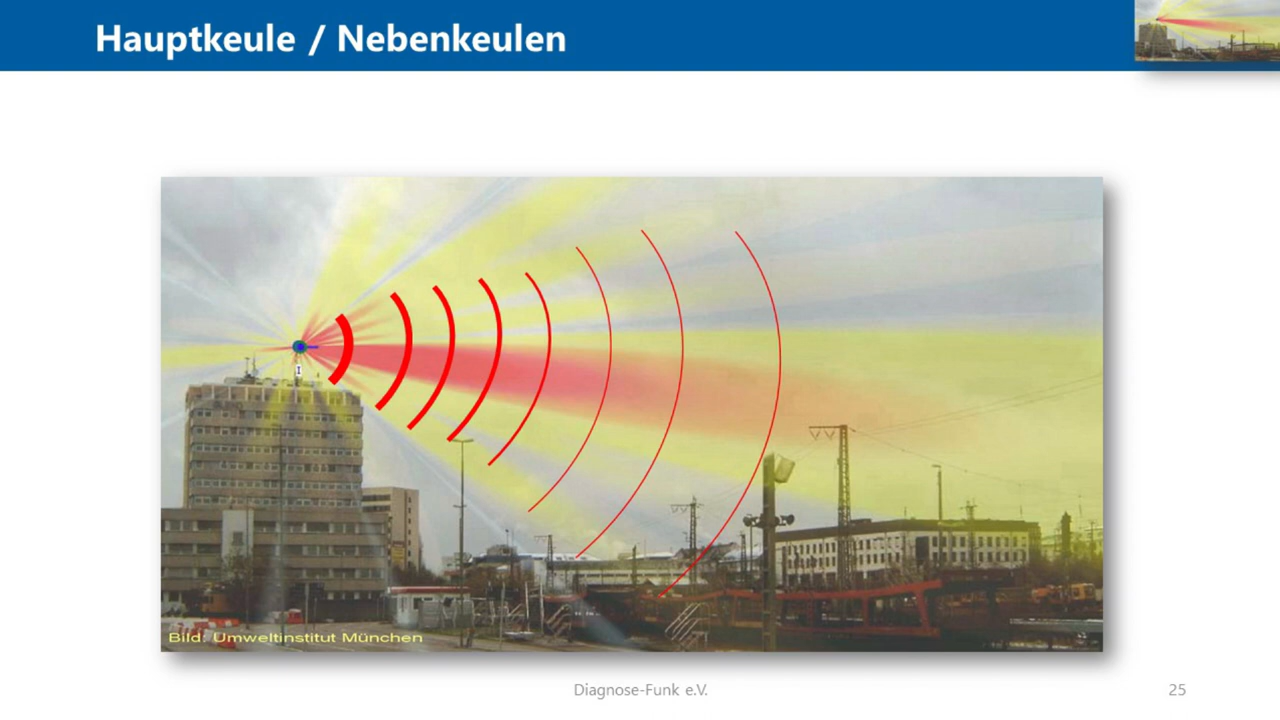 Hauptkeule / Nebenkeulen
I
Bild: Umweltinstitut München
Diagnose-Funk e.V.
25